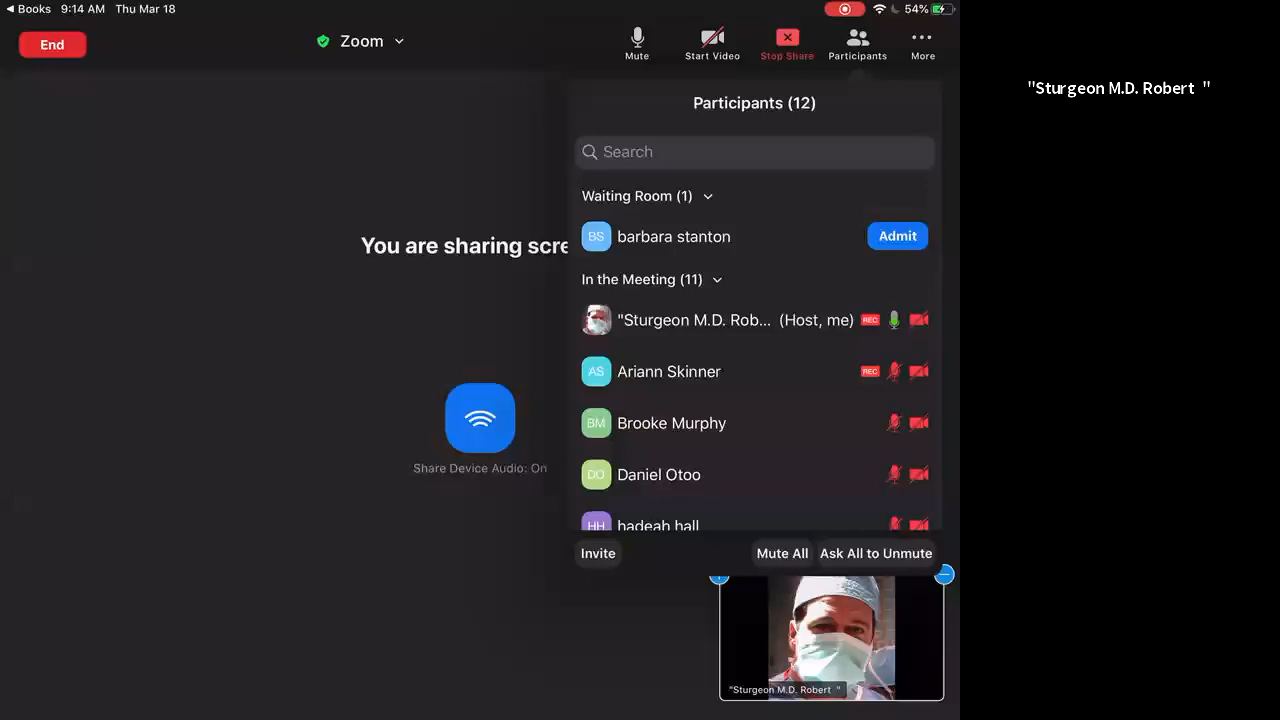 Books 9:14 AM Thu Mar 18
54%
End
Zoom
Mute
Start Video
Stop Share
Participants
More
"Sturgeon M.D. Robert "
Participants (12)
Search
Waiting Room (1)
BS barbara stanton
Admit
You are sharing scre
In the Meeting (11)
"Sturgeon M.D. Rob... (Host, me) REC
AS Ariann Skinner REC
BM Brooke Murphy
Share Device Audio: On
DO Daniel Otoo
HH hadeah hall
Invite
Mute All
Ask All to Unmute
"Sturgeon M.D. Robert "